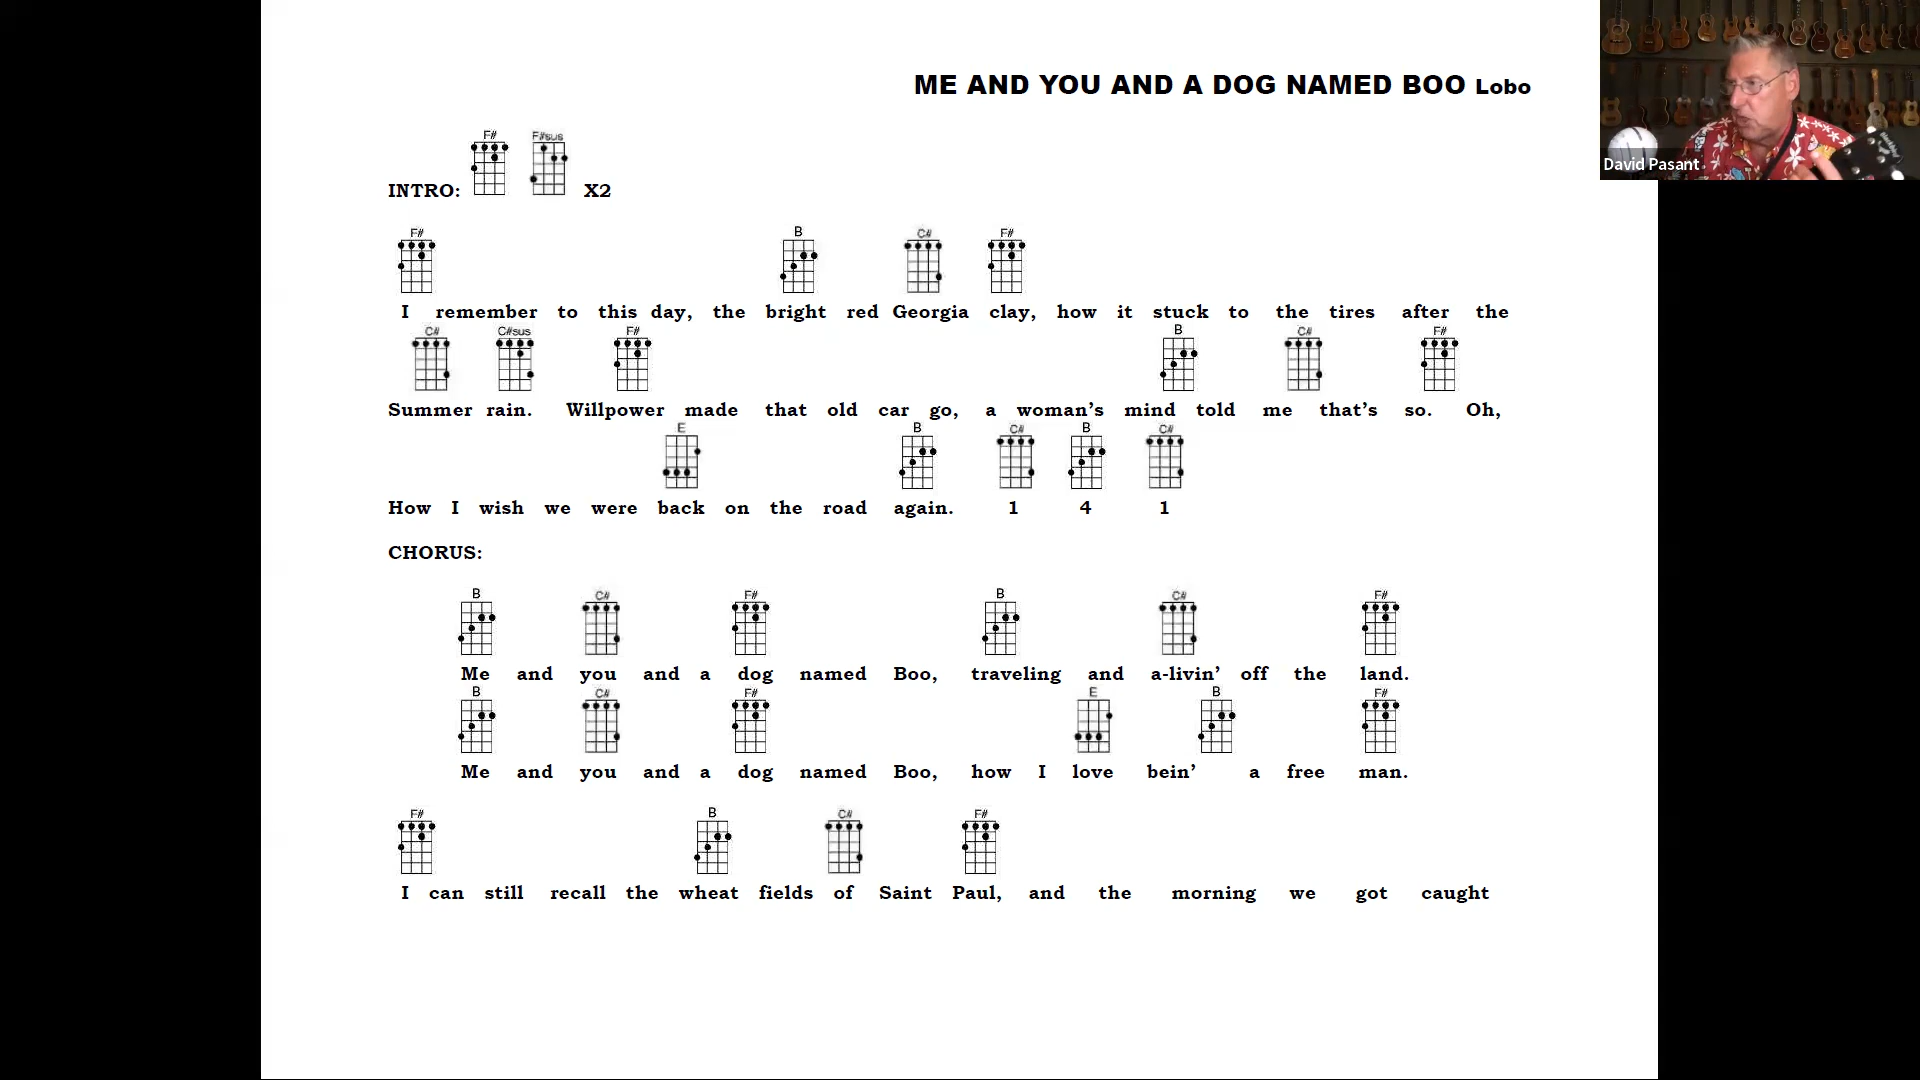 ME AND YOU AND A DOG NAMED BOO Lobo
David Pasant
F# F#sus
INTRO: X2
F# B C# F#
I remember to this day, the bright red Georgia clay, how it stuck to the tires after the
C# C#sus F# B C# F#
Summer rain. Willpower made that old car go, a woman's mind told me that's so. Oh,
E B C# B C#
How I wish we were back on the road again. 1 4 1
CHORUS:
B C# F# B C# F#
Me and you and a dog named Boo, traveling and a-livin' off the land.
B C# F# E B F#
Me and you and a dog named Boo, how I love bein' a free man.
F# B C# F#
I can still recall the wheat fields of Saint Paul, and the morning we got caught